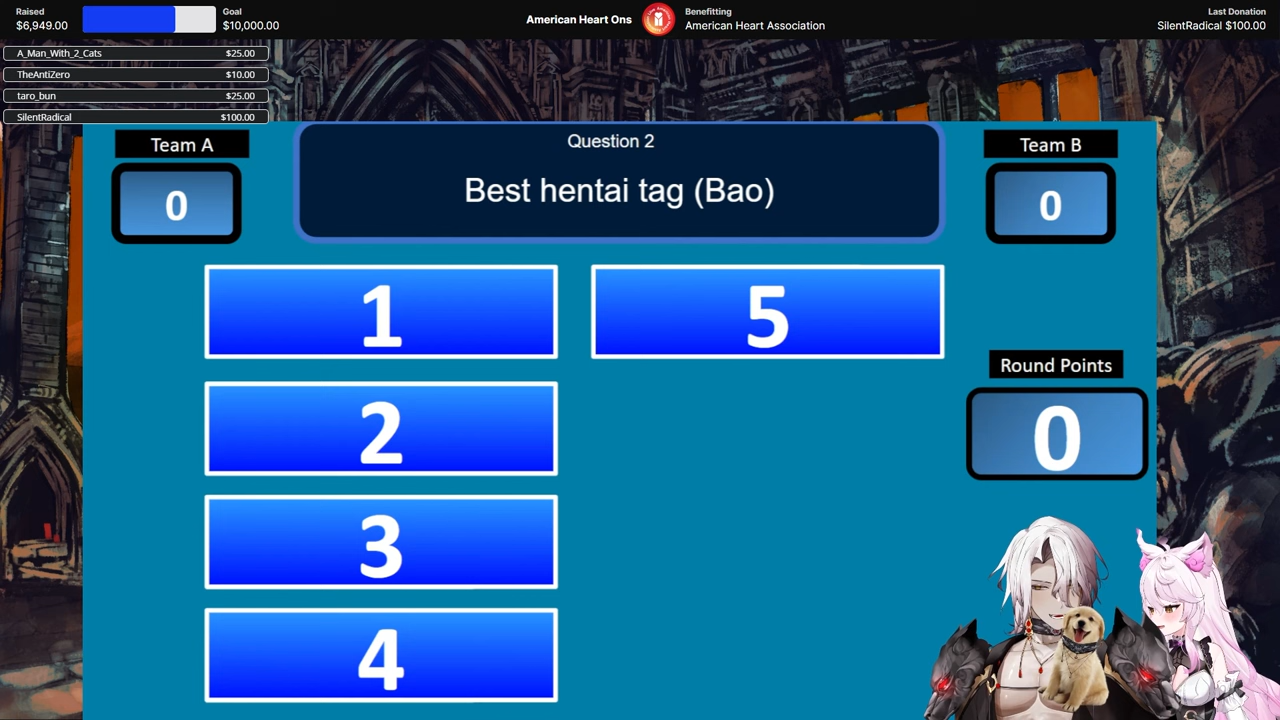 Raised
$6,949.00
Goal
$10,000.00
American Heart Ons
Benefitting
American Heart Association
Last Donation
SilentRadical $100.00
A_Man_With_2_Cats $25.00
TheAntiZero $10.00
taro_bun $25.00
SilentRadical $100.00
Team A
0
Question 2
Best hentai tag (Bao)
Team B
0
1
5
2
3
4
Round Points
0